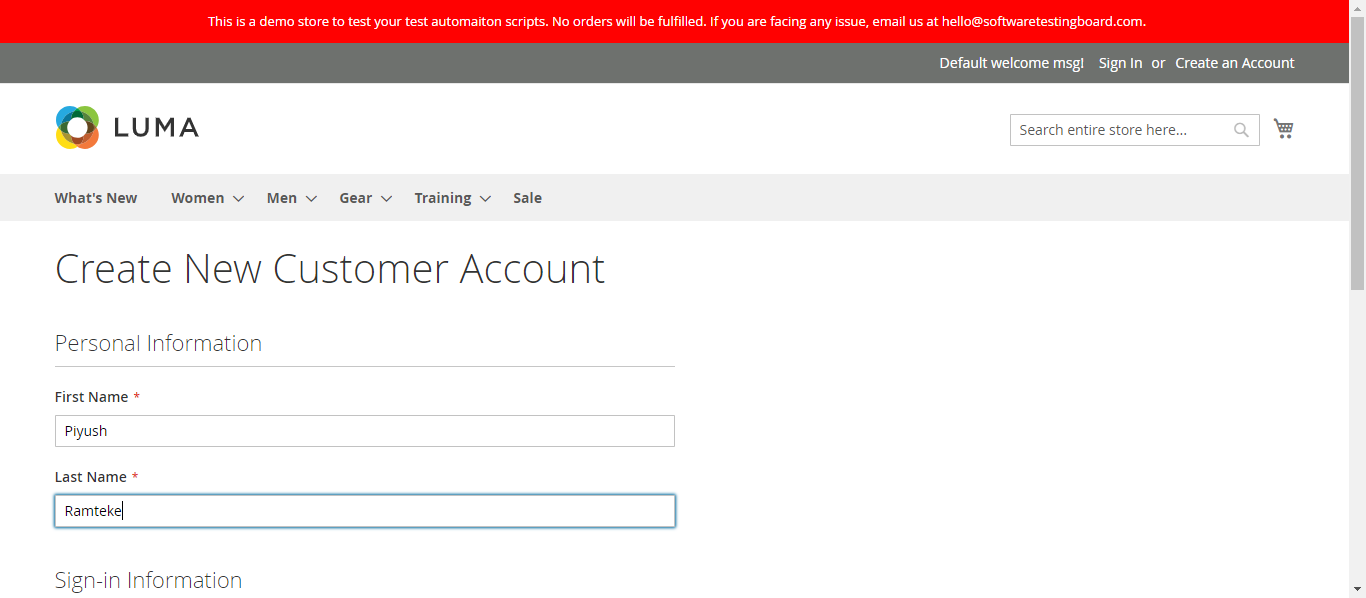 This is a demo store to test your test automaiton scripts. No orders will be fulfilled. If you are facing any issue, email us at hello@softwaretestingboard.com.
Default welcome msg! Sign In or Create an Account
LUMA
Search entire store here...
What's New Women Men Gear Training Sale
Create New Customer Account
Personal Information
First Name *
Piyush
Last Name *
Ramteke
Sign-in Information